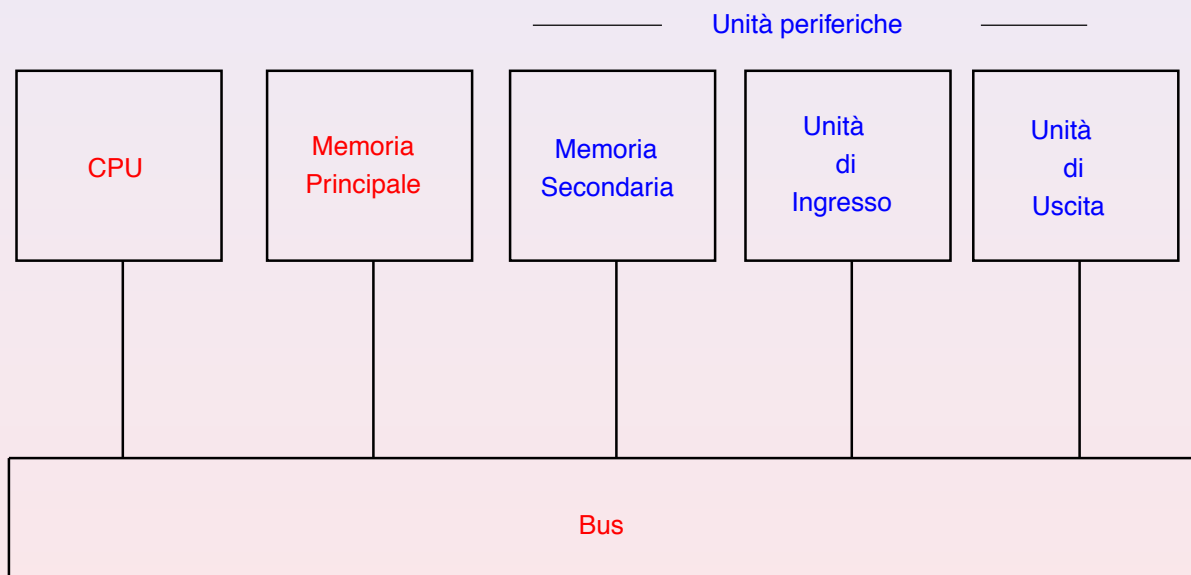 Unità periferiche
CPU
Memoria
Principale
Memoria
Secondaria
Unità
di
Ingresso
Unità
di
Uscita
Bus